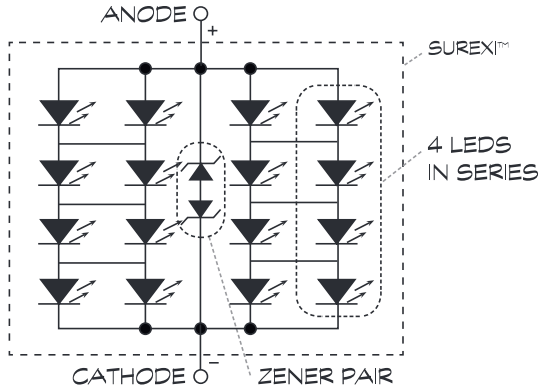 ANODE
+
SUREXI™
4 LEDS
IN SERIES
CATHODE
−
ZENER PAIR